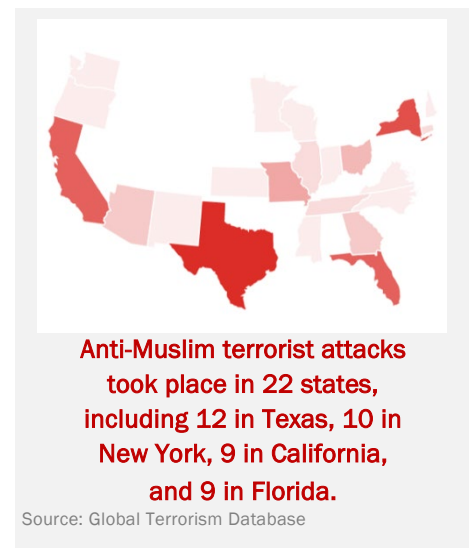 Anti-Muslim terrorist attacks
took place in 22 states,
including 12 in Texas, 10 in
New York, 9 in California,
and 9 in Florida.
Source: Global Terrorism Database